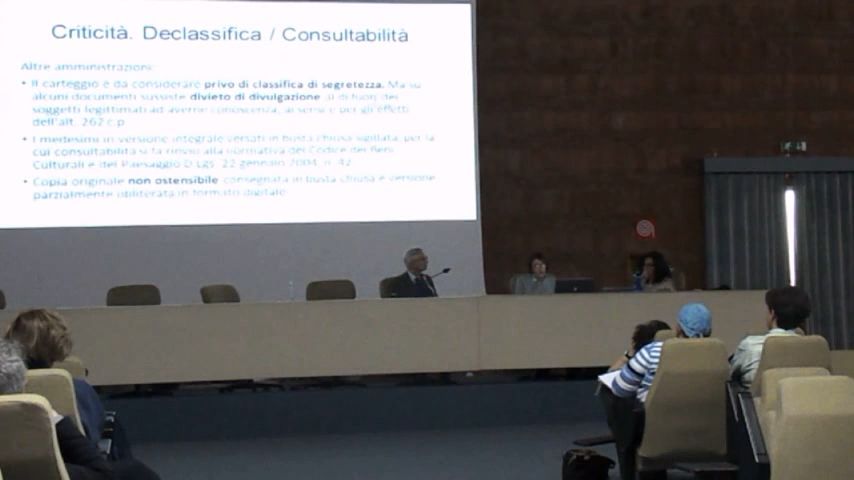 Criticità. Declassifica / Consultabilità
Altre amministrazioni:
• Il carteggio è da considerare privo di classifica di segretezza. Ma su
alcuni documenti sussiste divieto di divulgazione al di fuori dei
soggetti legittimati ad averne conoscenza, ai sensi e per gli effetti
dell'alt. 262 c.p.
• I medesimi in versione integrale versati in busta chiusa sigillata, per la
cui consultabilità si fa rinvio alla normativa del Codice dei Beni
Culturali e del Paesaggio D.Lgs. 22 gennaio 2004, n. 42
• Copia originale non ostensibile consegnata in busta chiusa e versione
parzialmente obliterata in formato digitale